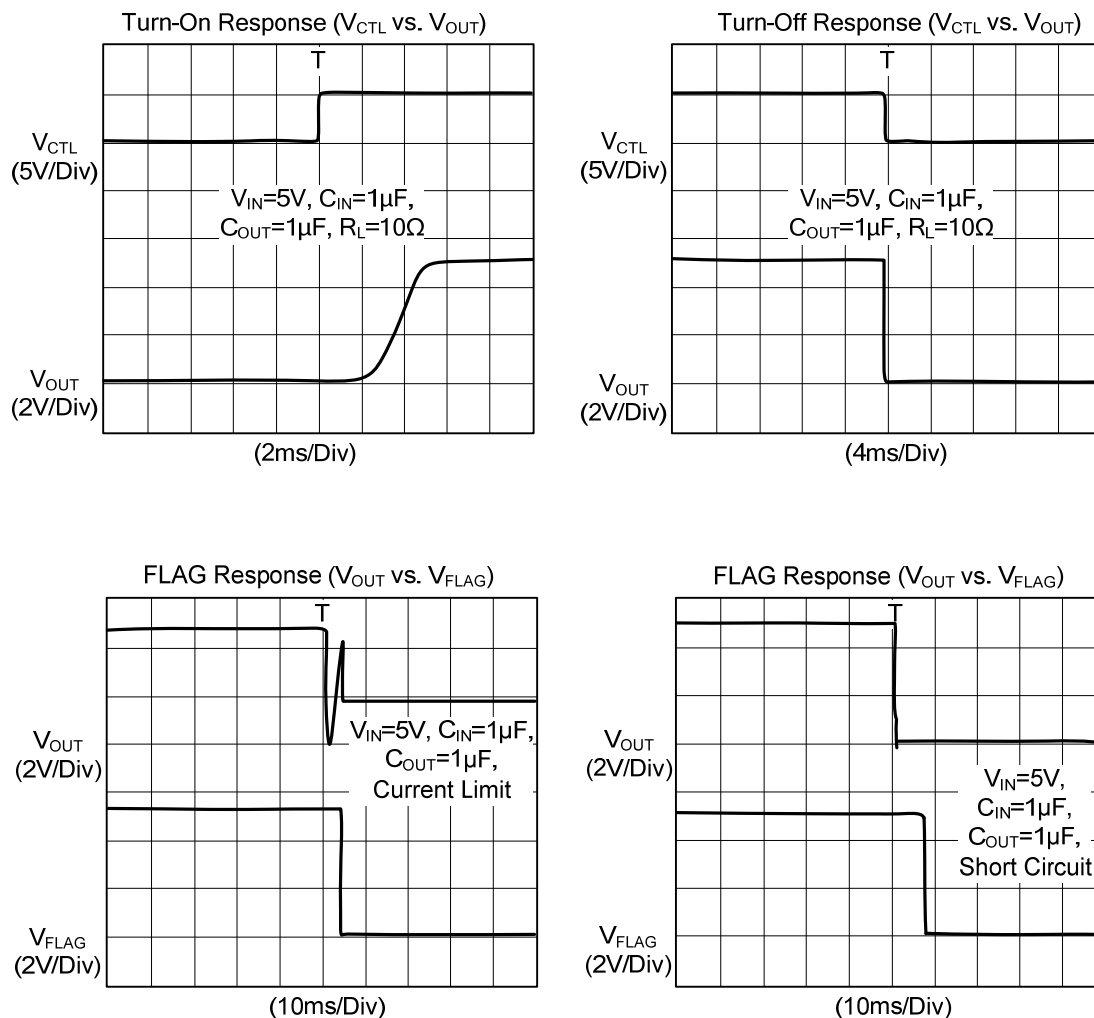 Turn-On Response (VCTL vs. VOUT)
T
VCTL
(5V/Div)
VIN=5V, CIN=1µF,
COUT=1µF, RL=10Ω
VOUT
(2V/Div)
(2ms/Div)
Turn-Off Response (VCTL vs. VOUT)
T
VCTL
(5V/Div)
VIN=5V, CIN=1µF,
COUT=1µF, RL=10Ω
VOUT
(2V/Div)
(4ms/Div)
FLAG Response (VOUT vs. VFLAG)
T
VOUT
(2V/Div)
VIN=5V, CIN=1µF,
COUT=1µF,
Current Limit
VFLAG
(2V/Div)
(10ms/Div)
FLAG Response (VOUT vs. VFLAG)
T
VOUT
(2V/Div)
VIN=5V,
CIN=1µF,
COUT=1µF,
Short Circuit
VFLAG
(2V/Div)
(10ms/Div)